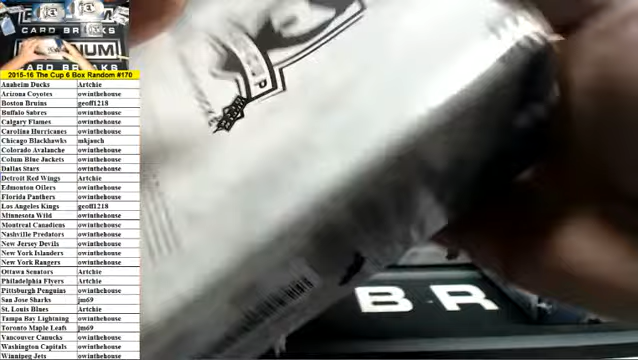 CARD BREAKS
2015-16 The Cup 6 Box Random #170
Anaheim Ducks Artchie
Arizona Coyotes owinthehouse
Boston Bruins geoff1218
Buffalo Sabres owinthehouse
Calgary Flames owinthehouse
Carolina Hurricanes owinthehouse
Chicago Blackhawks
Colorado Avalanche owinthehouse
Colum Blue Jackets owinthehouse
Dallas Stars owinthehouse
Detroit Red Wings Artchie
Edmonton Oilers owinthehouse
Florida Panthers owinthehouse
Los Angeles Kings geoff1218
Minnesota Wild owinthehouse
Montreal Canadiens owinthehouse
Nashville Predators owinthehouse
New Jersey Devils owinthehouse
New York Islanders owinthehouse
New York Rangers owinthehouse
Ottawa Senators Artchie
Philadelphia Flyers Artchie
Pittsburgh Penguins owinthehouse
San Jose Sharks jm69
St. Louis Blues Artchie
Tampa Bay Lightning owinthehouse
Toronto Maple Leafs jm69
Vancouver Canucks owinthehouse
Washington Capitals owinthehouse
Winnipeg Jets owinthehouse
BR